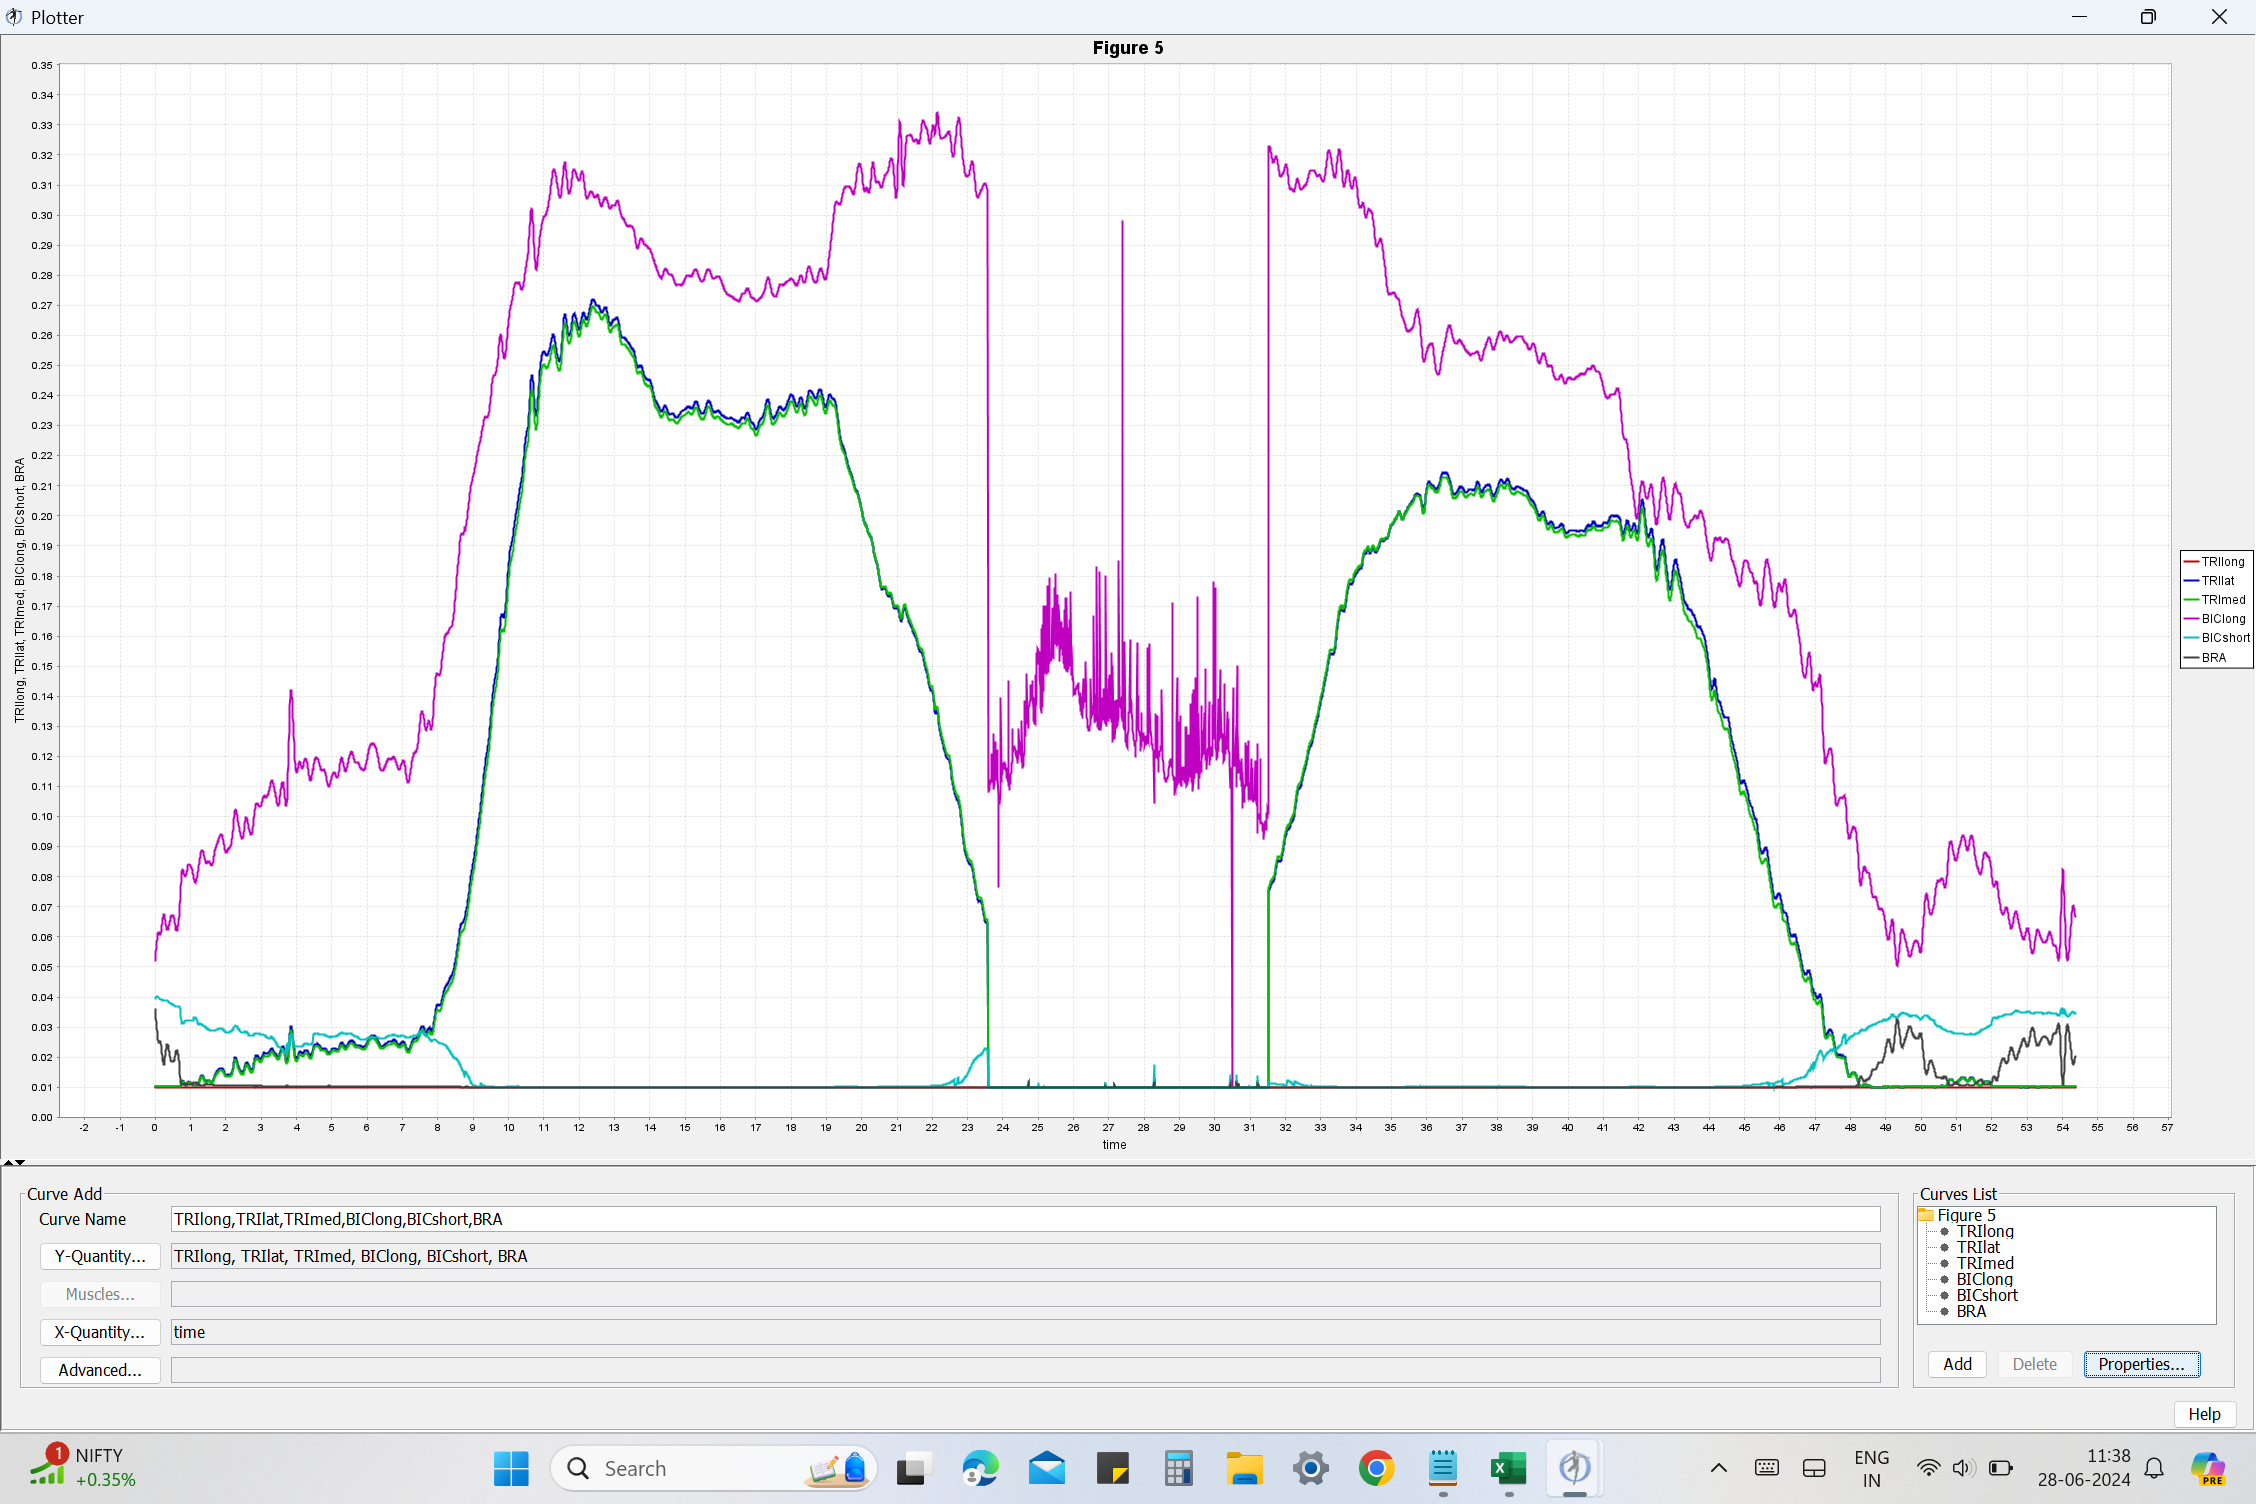 Plotter
Figure 5
0.35
0.34
0.33
0.32
0.31
0.30
0.29
0.28
0.27
0.26
0.25
0.24
0.23
0.22
0.21
0.20
0.19
0.18
0.17
0.16
0.15
0.14
0.13
0.12
0.11
0.10
0.09
0.08
0.07
0.06
0.05
0.04
0.03
0.02
0.01
0.00
TRIlong, TRIlat, TRImed, BIClong, BICshort, BRA
-2 -1 0 1 2 3 4 5 6 7 8 9 10 11 12 13 14 15 16 17 18 19 20 21 22 23 24 25 26 27 28 29 30 31 32 33 34 35 36 37 38 39 40 41 42 43 44 45 46 47 48 49 50 51 52 53 54 55 56 57
time
TRIlong
TRIlat
TRImed
BIClong
BICshort
BRA
Curve Add
Curve Name TRIlong,TRIlat,TRImed,BIClong,BICshort,BRA
Y-Quantity... TRIlong, TRIlat, TRImed, BIClong, BICshort, BRA
Muscles...
X-Quantity... time
Advanced...
Curves List
Figure 5
TRIlong
TRIlat
TRImed
BIClong
BICshort
BRA
Add Delete Properties...
Help
1 NIFTY
+0.35%
Search
ENG
IN
11:38
28-06-2024
PRE